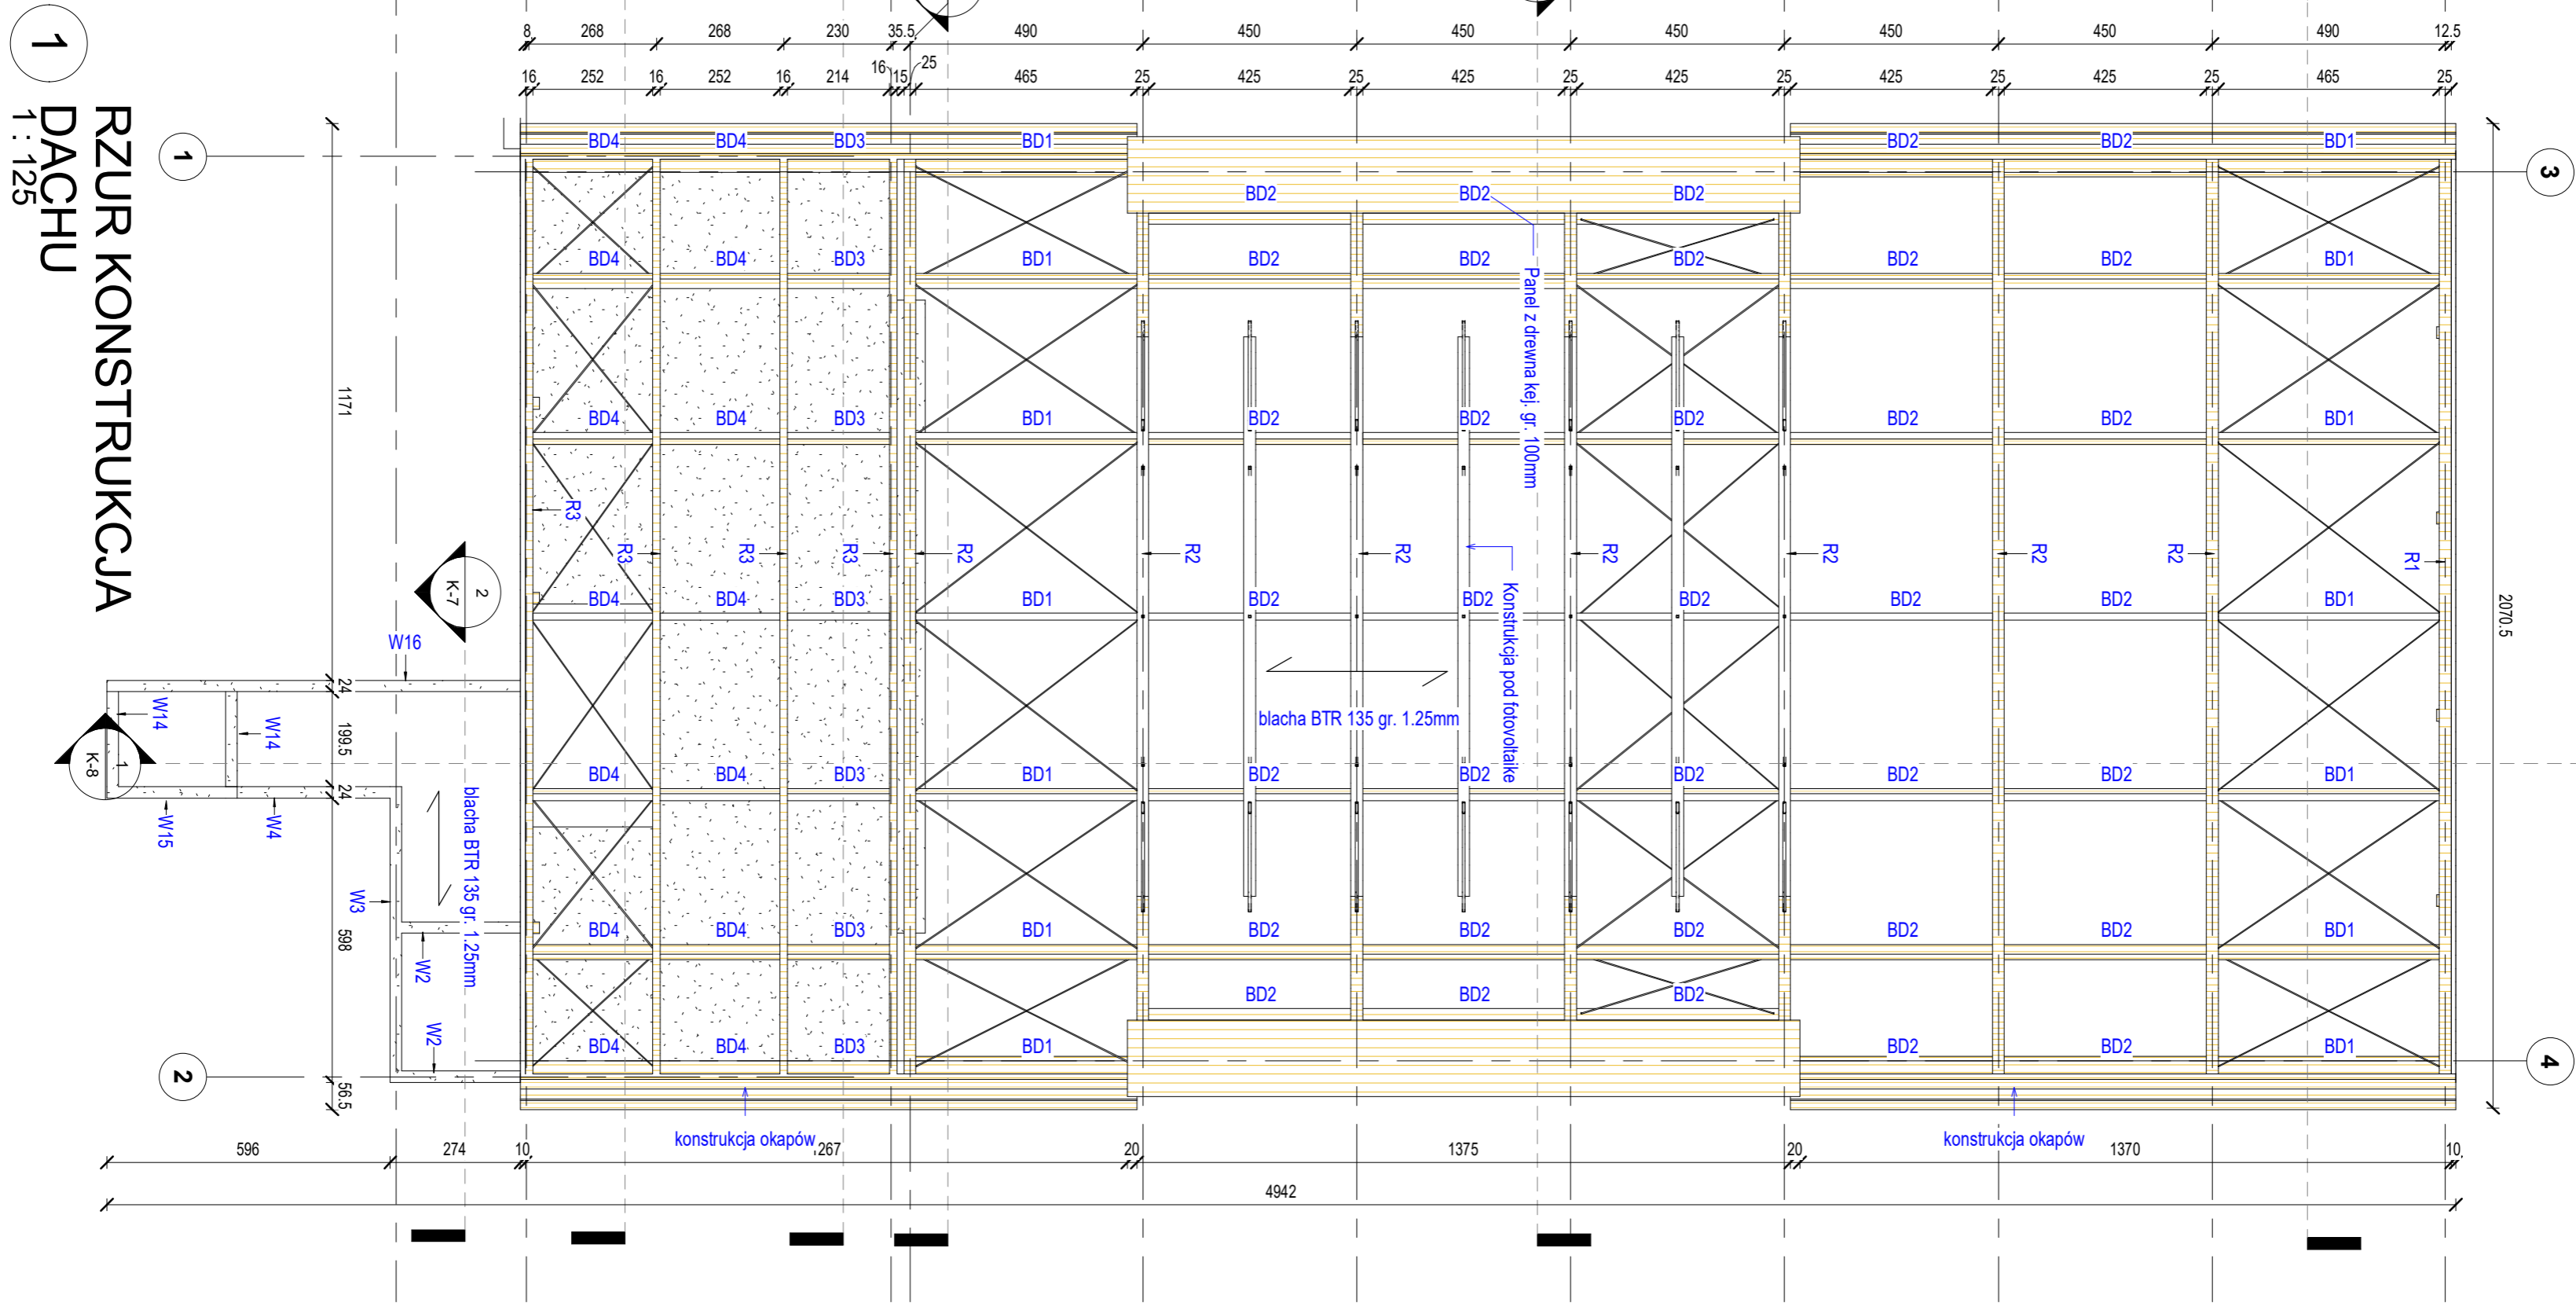 8 268 268 230 35.5 490 450 450 450 450 450 490 12.5
16 252 16 252 16 214 16 15 25 465 25 425 25 425 25 425 25 425 25 425 25 465 25
1
RZUR KONSTRUKCJA
DACHU
1 : 125
1
3
BD4 BD4 BD3 BD1 BD2 BD2 BD1
BD2 BD2 BD2
BD4 BD4 BD3 BD1 BD2 BD2 BD2 BD2 BD2 BD1
Panel z drewna kej. gr. 100mm
BD4 BD4 BD3 BD1 BD2 BD2 BD2 BD2 BD2 BD1
R3
R3 R3 R3 R2 R2 R2 R2 R2 R2 R2 R1
Konstrukcja pod fotovoltaike
BD4 BD4 BD3 BD1 BD2 BD2 BD2 BD2 BD2 BD1
1171
2070.5
2
K-7
W16
24
199.5
24
W14
W14
blacha BTR 135 gr. 1.25mm
1
K-8
W15
W4
BD4 BD4 BD3 BD1 BD2 BD2 BD2 BD2 BD2 BD1
blacha BTR 135 gr. 1.25mm
W3
598
W2
BD4 BD4 BD3 BD1 BD2 BD2 BD2 BD2 BD2 BD1
BD2 BD2 BD2
W2
BD4 BD4 BD3 BD1 BD2 BD2 BD1
2
4
56.5
konstrukcja okapów
konstrukcja okapów
596 274 10 267 20 1375 20 1370 10
4942